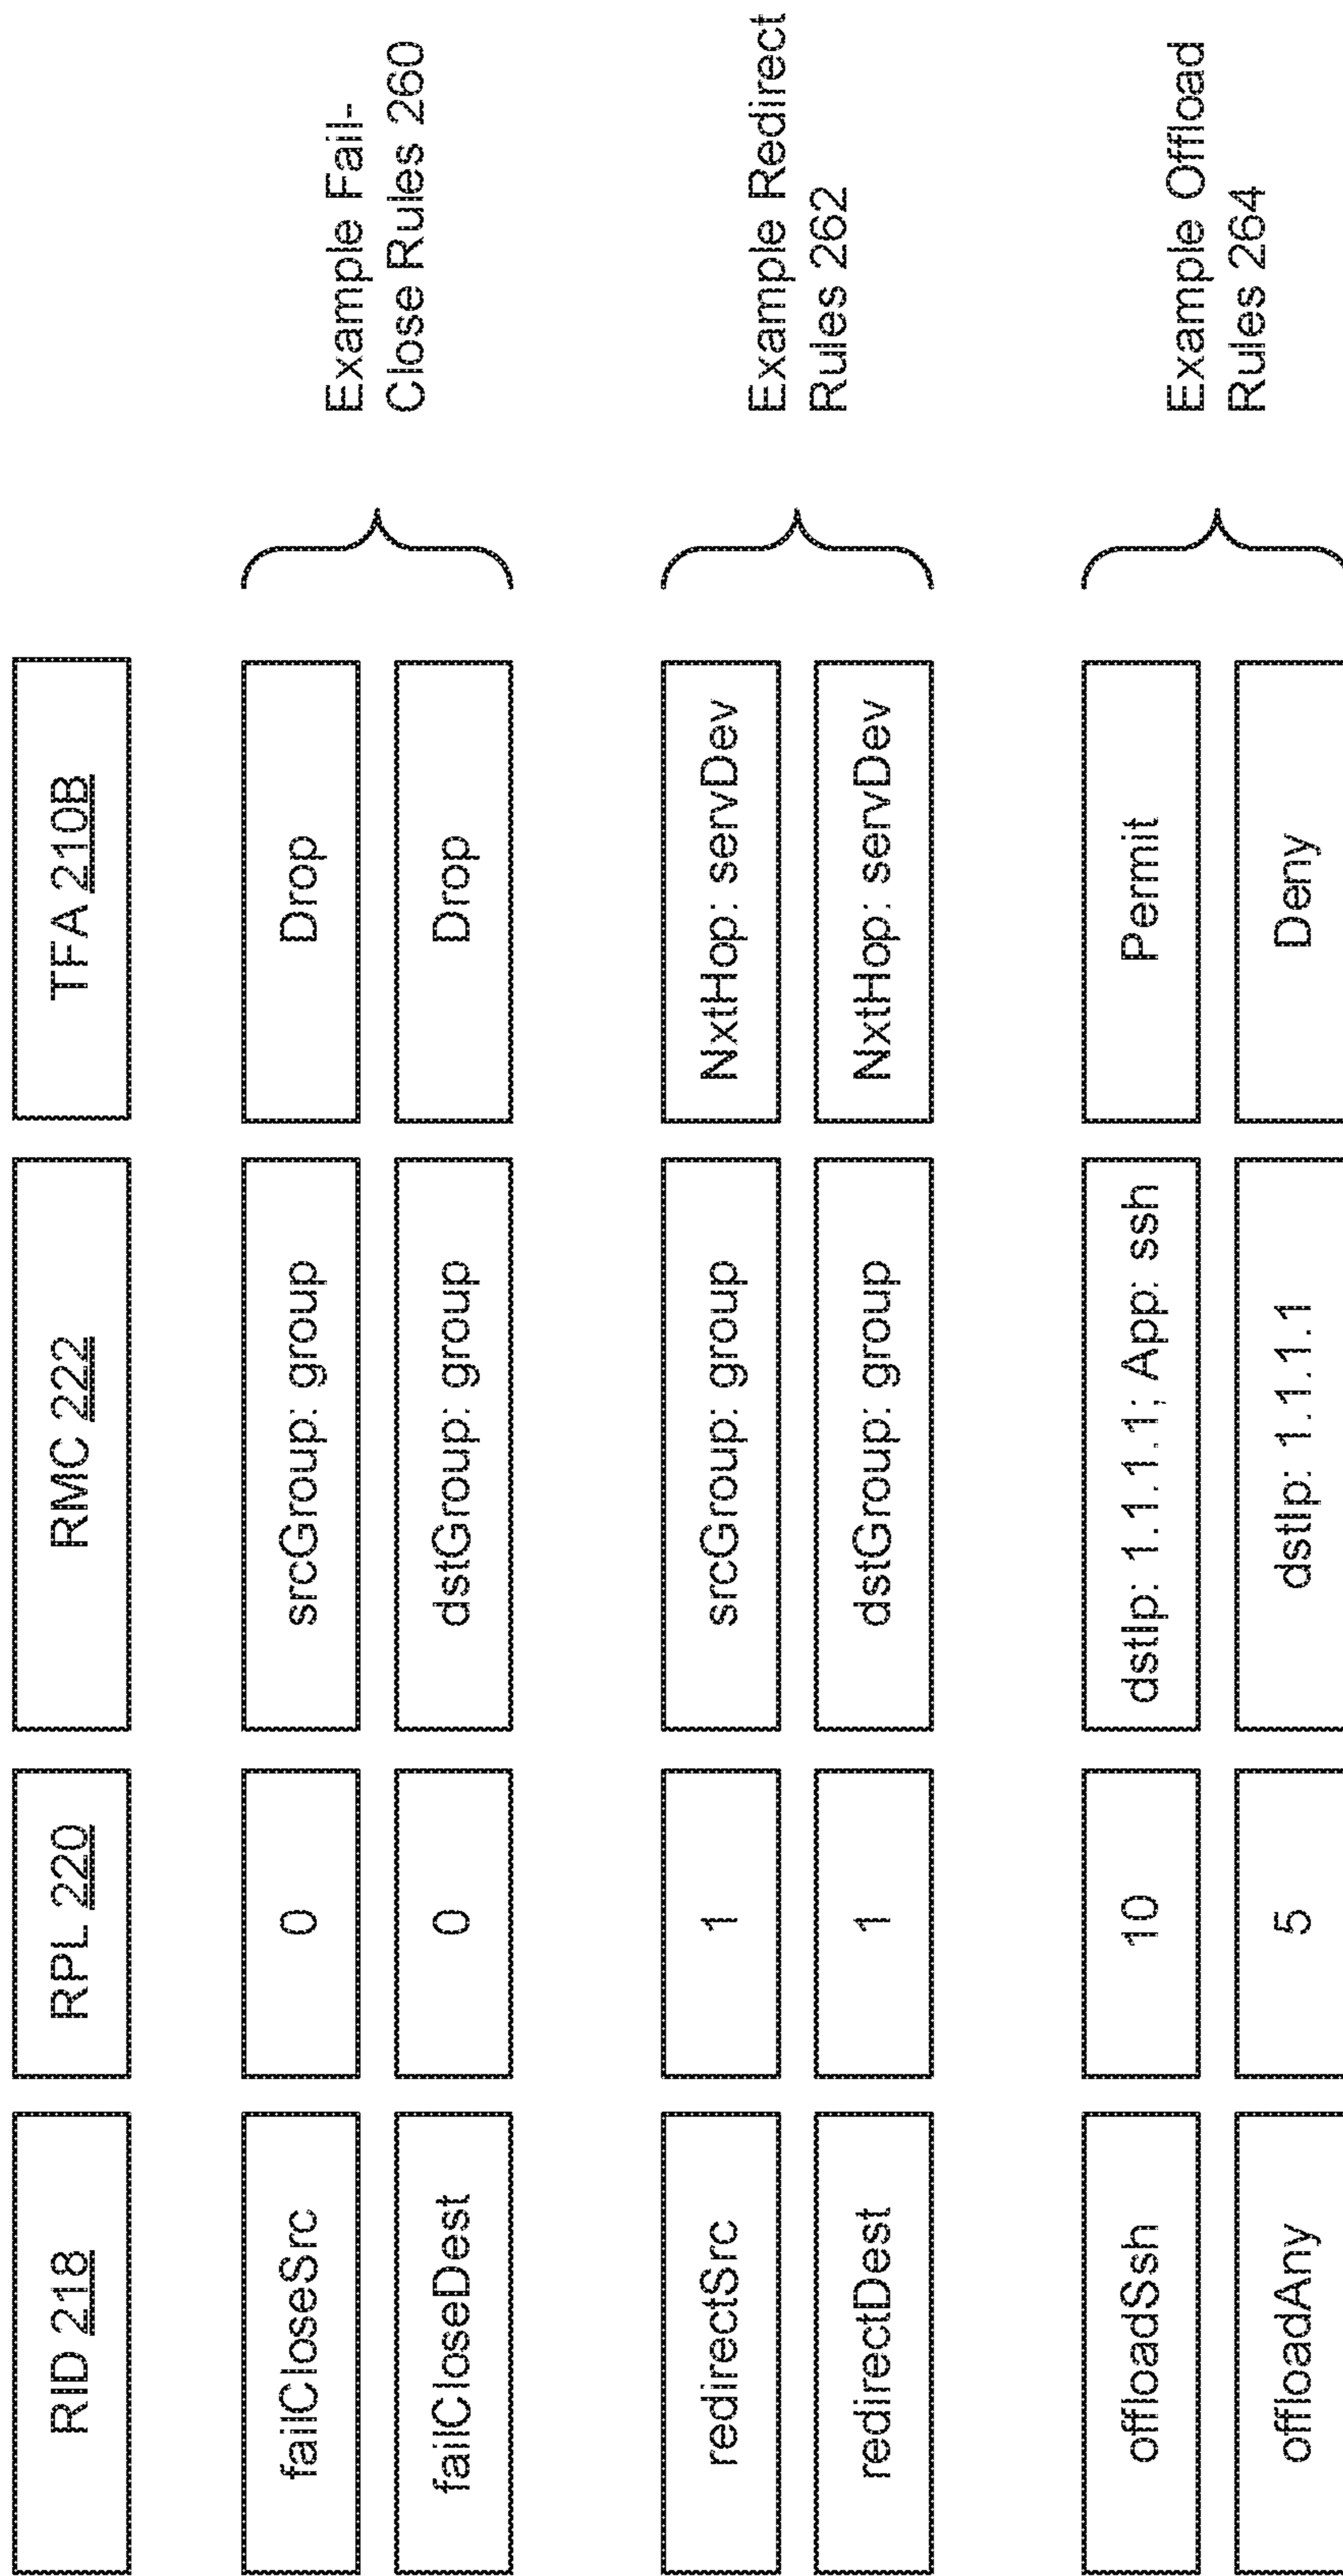 RID 218
RPL 220
RMC 222
TFA 210B
failCloseSrc
0
srcGroup: group
Drop
failCloseDest
0
dstGroup: group
Drop
Example Fail-
Close Rules 260
redirectSrc
1
srcGroup: group
NxtHop: servDev
redirectDest
1
dstGroup: group
NxtHop: servDev
Example Redirect
Rules 262
offloadSsh
10
dstIp: 1.1.1.1; App: ssh
Permit
offloadAny
5
dstIp: 1.1.1.1
Deny
Example Offload
Rules 264